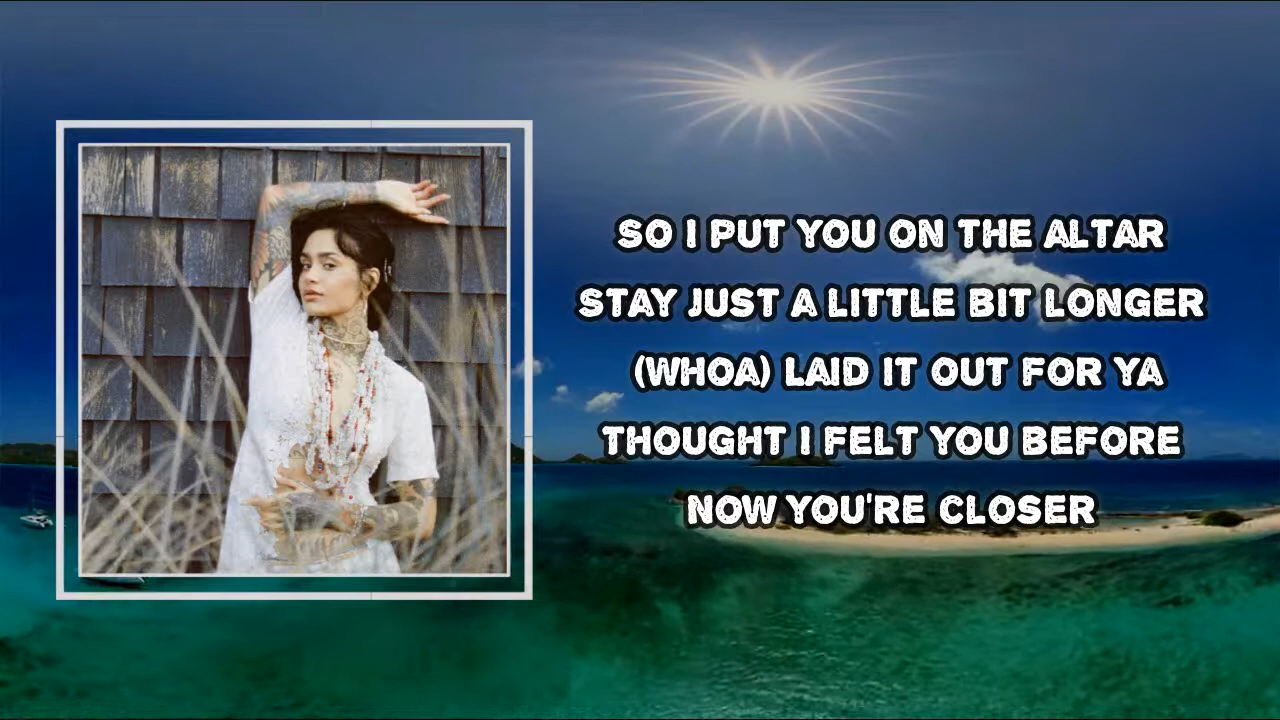 SO I PUT YOU ON THE ALTAR
STAY JUST A LITTLE BIT LONGER
(WHOA) LAID IT OUT FOR YA
THOUGHT I FELT YOU BEFORE
NOW YOU'RE CLOSER